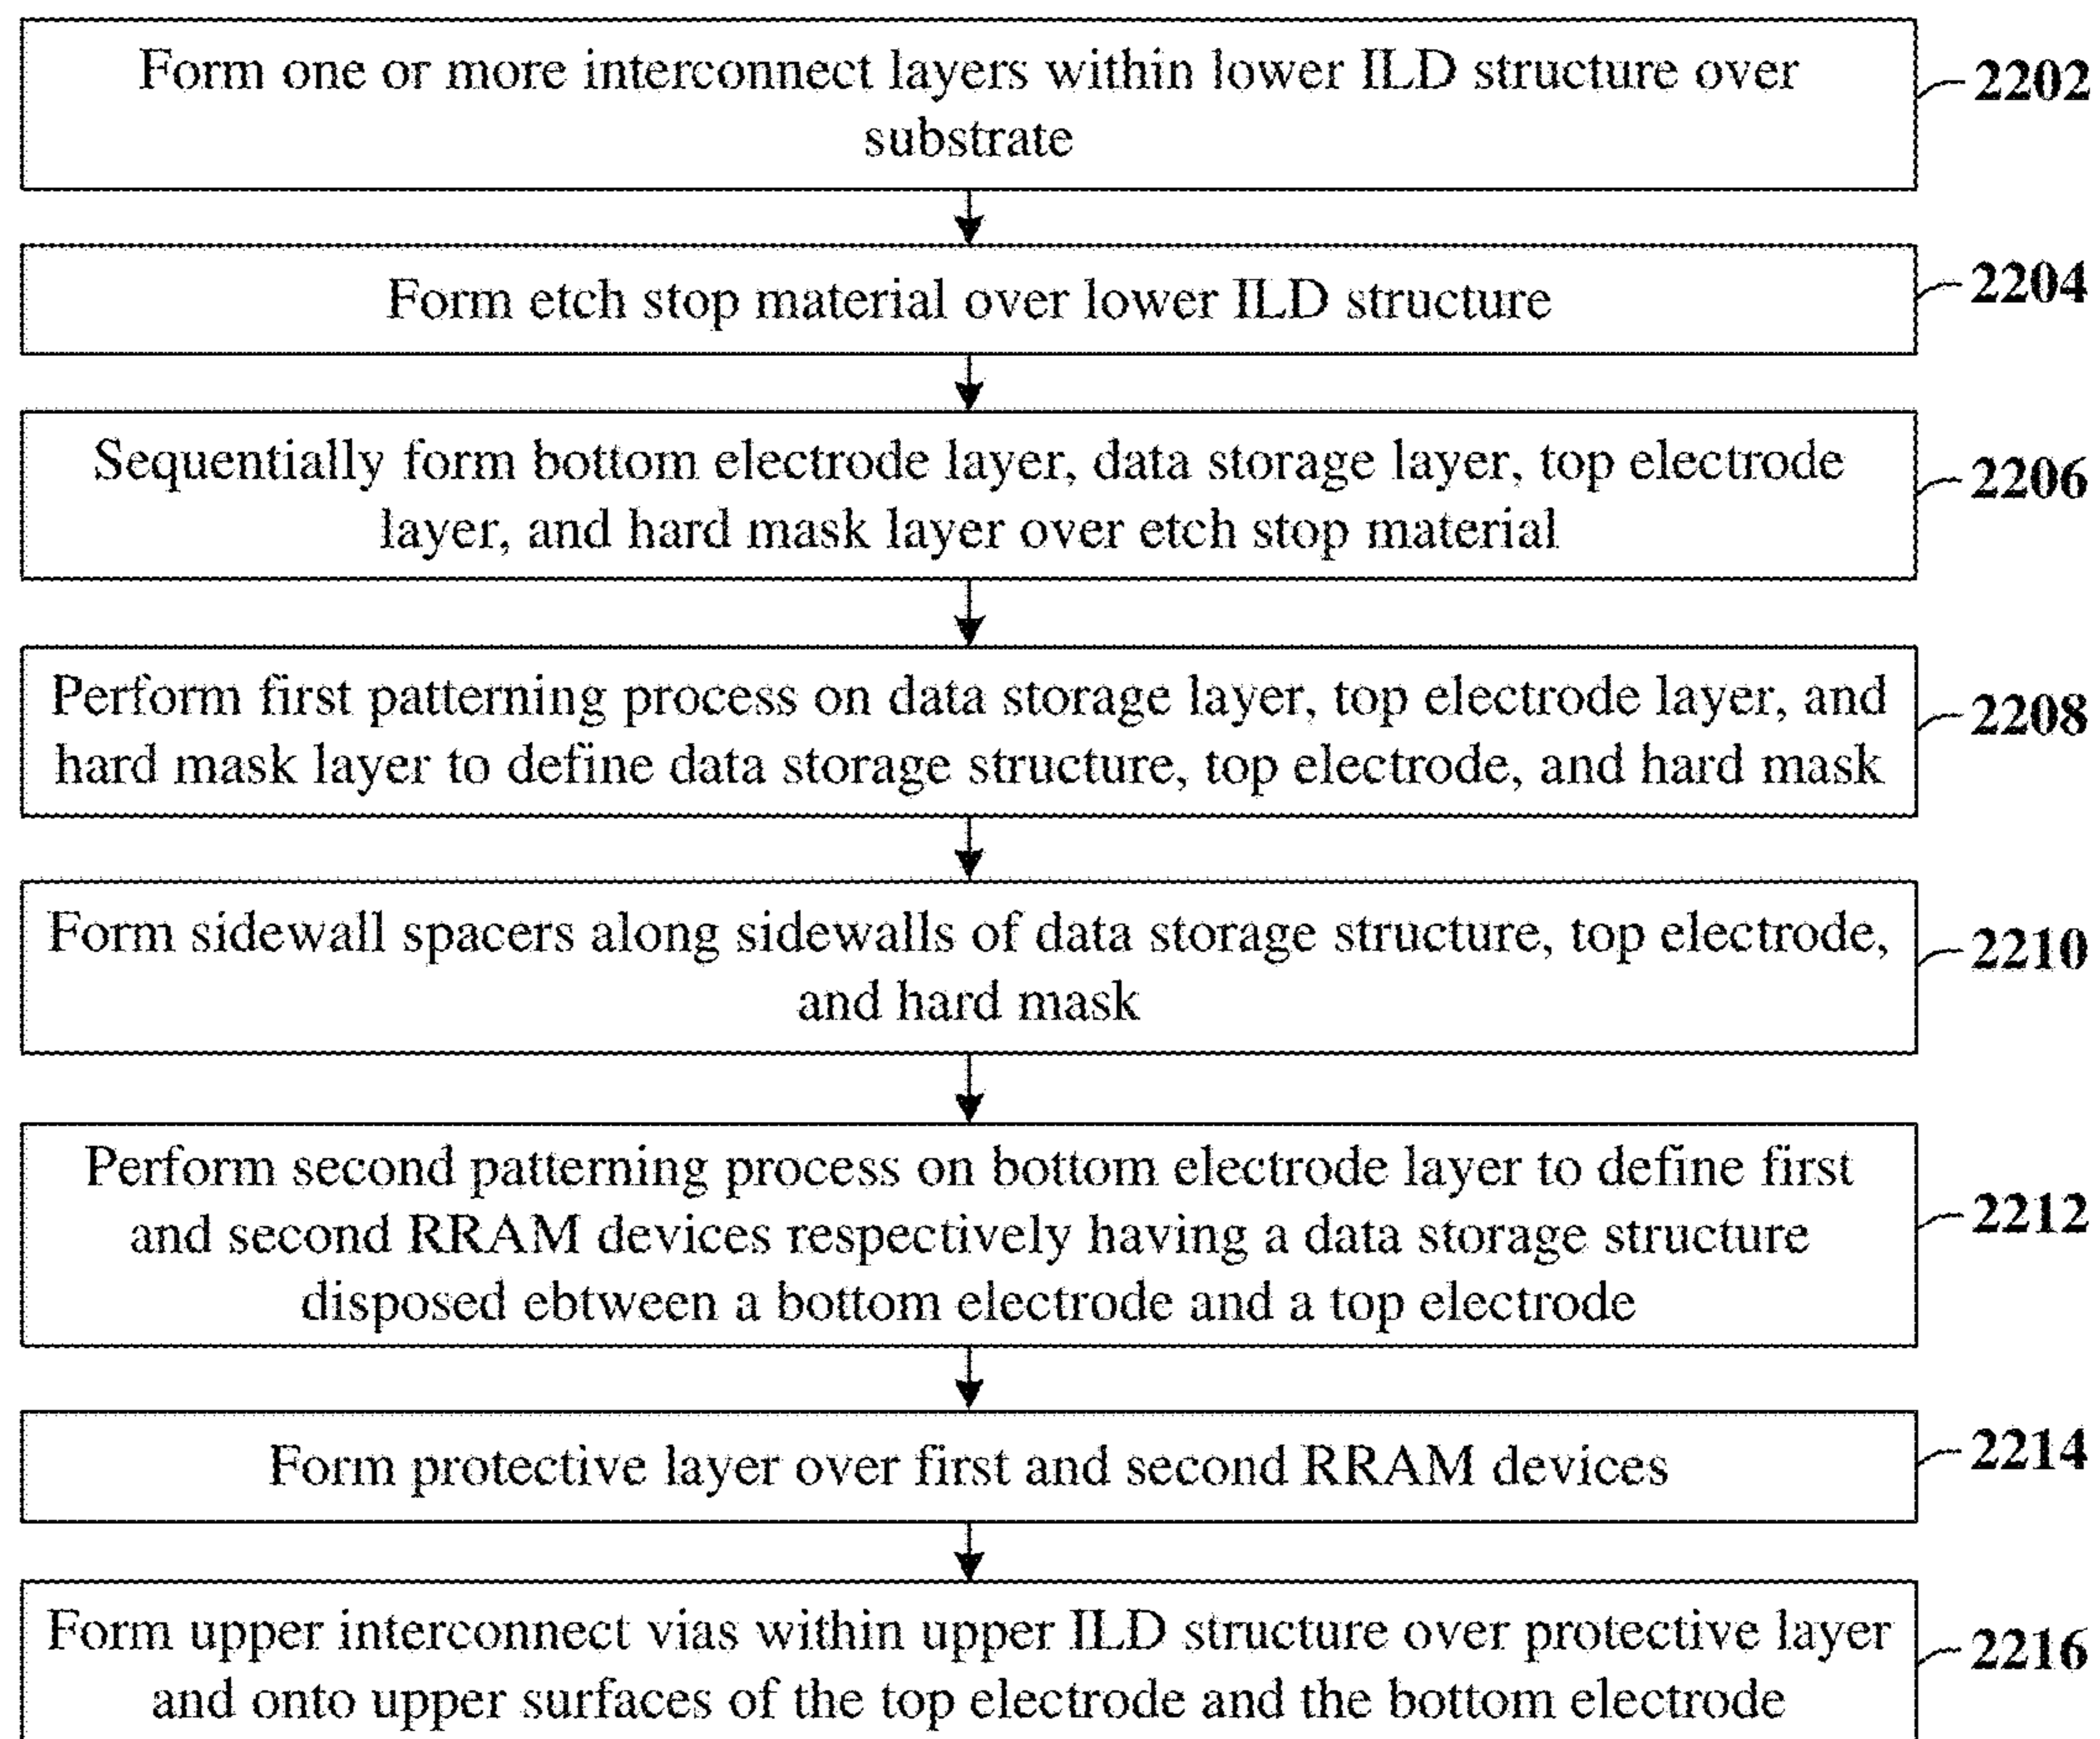 Form one or more interconnect layers within lower ILD structure over
substrate
2202
Form etch stop material over lower ILD structure
2204
Sequentially form bottom electrode layer, data storage layer, top electrode
layer, and hard mask layer over etch stop material
2206
Perform first patterning process on data storage layer, top electrode layer, and
hard mask layer to define data storage structure, top electrode, and hard mask
2208
Form sidewall spacers along sidewalls of data storage structure, top electrode,
and hard mask
2210
Perform second patterning process on bottom electrode layer to define first
and second RRAM devices respectively having a data storage structure
disposed ebtween a bottom electrode and a top electrode
2212
Form protective layer over first and second RRAM devices
2214
Form upper interconnect vias within upper ILD structure over protective layer
and onto upper surfaces of the top electrode and the bottom electrode
2216